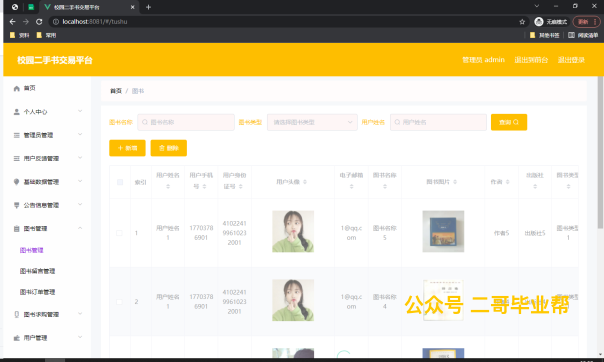 校园二手书交易平台
localhost:8081/#/tushu
无痕模式
更新
资料
常用
其他书签
阅读清单
校园二手书交易平台
管理员 admin
退出到前台
退出登录
首页
个人中心
管理员管理
用户反馈管理
基础数据管理
公告信息管理
图书管理
图书管理
图书留言管理
图书订单管理
图书求购管理
用户管理
首页 / 图书
图书名称 图书名称 图书类型 请选择图书类型 用户姓名 用户姓名 查询
+ 新增 删除
索引 用户姓名 用户手机号 用户身份证号 用户头像 电子邮箱 图书名称 图书照片 作者 出版社 图书类型
1 用户姓名1 17703786901 410224199610232001 1@qq.com 图书名称5 作者5 出版社5 图书类型1
2 用户姓名1 17703786901 410224199610232001 1@qq.com 图书名称4
公众号 二哥毕业帮